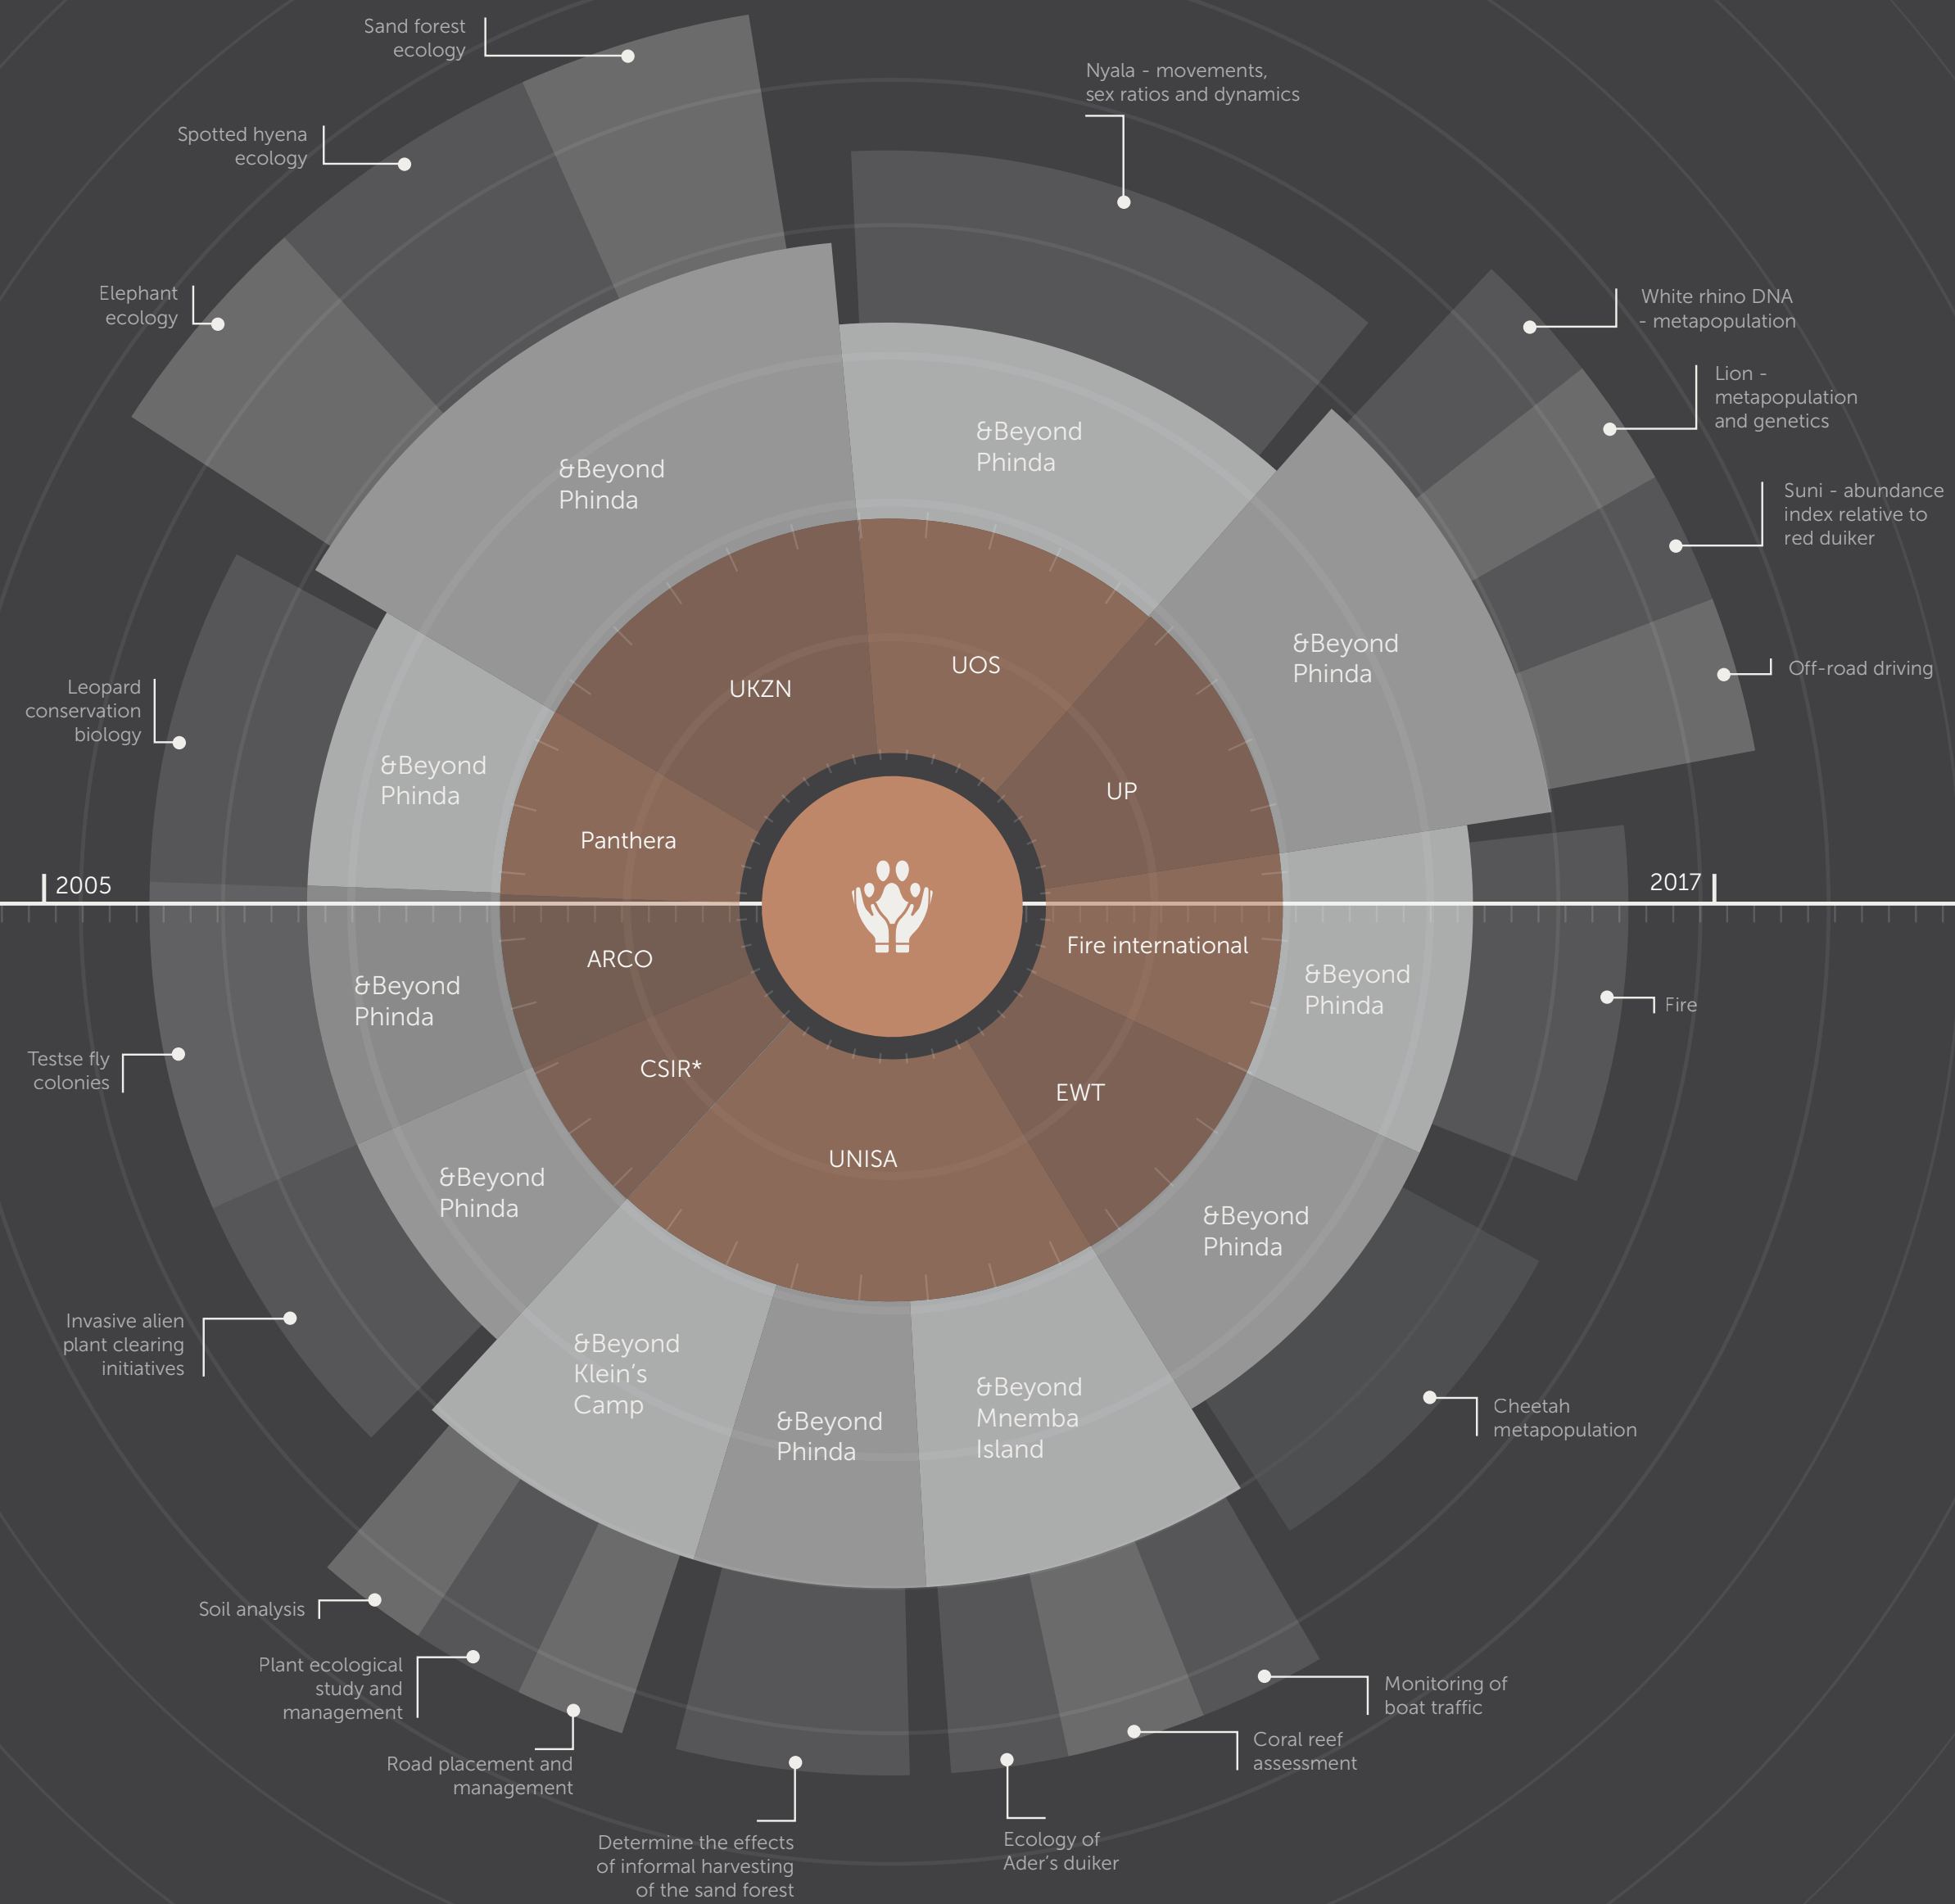 Sand forest
ecology
Nyala - movements,
sex ratios and dynamics
Spotted hyena
ecology
Elephant
ecology
White rhino DNA
- metapopulation
Lion -
metapopulation
and genetics
Suni - abundance
index relative to
red duiker
Off-road driving
&Beyond
Phinda
&Beyond
Phinda
&Beyond
Phinda
UKZN
UOS
UP
Leopard
conservation
biology
&Beyond
Phinda
Panthera
2005
2017
ARCO
Fire international
&Beyond
Phinda
&Beyond
Phinda
Fire
Testse fly
colonies
CSIR*
EWT
UNISA
&Beyond
Phinda
&Beyond
Phinda
Invasive alien
plant clearing
initiatives
&Beyond
Klein's
Camp
&Beyond
Phinda
&Beyond
Mnemba
Island
Cheetah
metapopulation
Soil analysis
Plant ecological
study and
management
Road placement and
management
Determine the effects
of informal harvesting
of the sand forest
Ecology of
Ader's duiker
Coral reef
assessment
Monitoring of
boat traffic